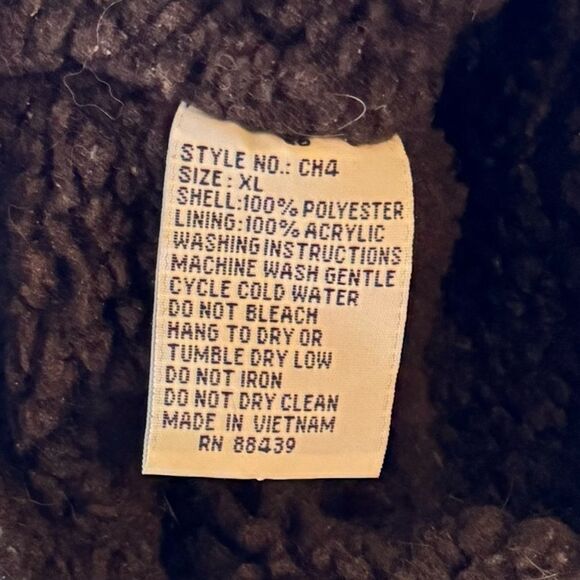 STYLE NO.: CH4
SIZE: XL
SHELL:100% POLYESTER
LINING:100% ACRYLIC
WASHING INSTRUCTIONS
MACHINE WASH GENTLE
CYCLE COLD WATER
DO NOT BLEACH
HANG TO DRY OR
TUMBLE DRY LOW
DO NOT IRON
DO NOT DRY CLEAN
MADE IN VIETNAM
RN 88439